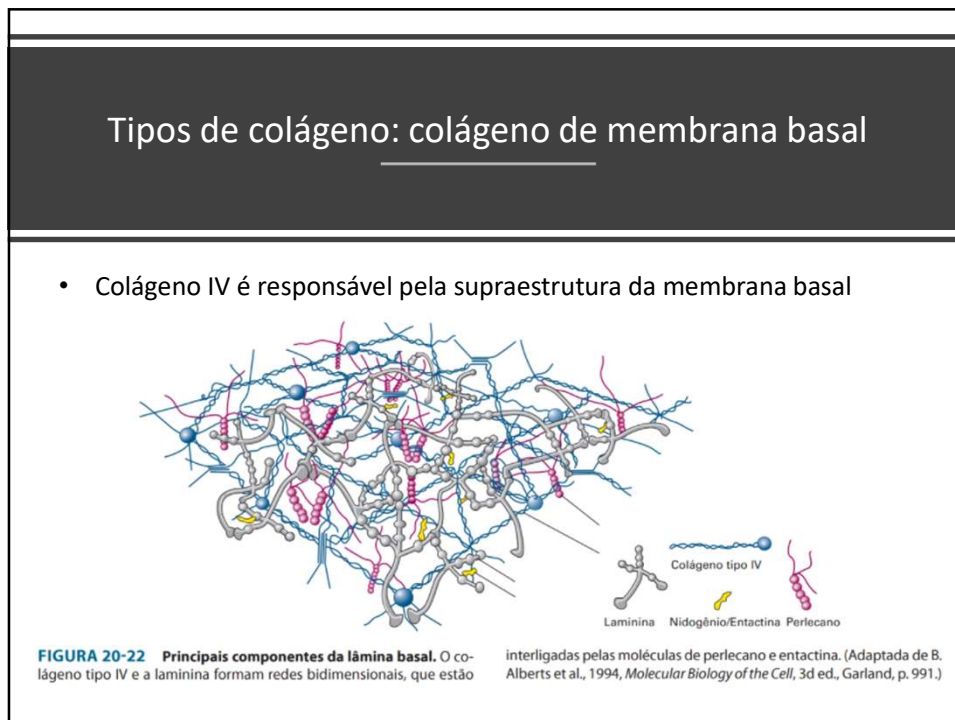 Tipos de colágeno: colágeno de membrana basal
• Colágeno IV é responsável pela supraestrutura da membrana basal
Colágeno tipo IV
Laminina Nidogênio/Entactina Perlecano
FIGURA 20-22 Principais componentes da lâmina basal. O co-
lágeno tipo IV e a laminina formam redes bidimensionais, que estão
interligadas pelas moléculas de perlecano e entactina. (Adaptada de B.
Alberts et al., 1994, Molecular Biology of the Cell, 3d ed., Garland, p. 991.)